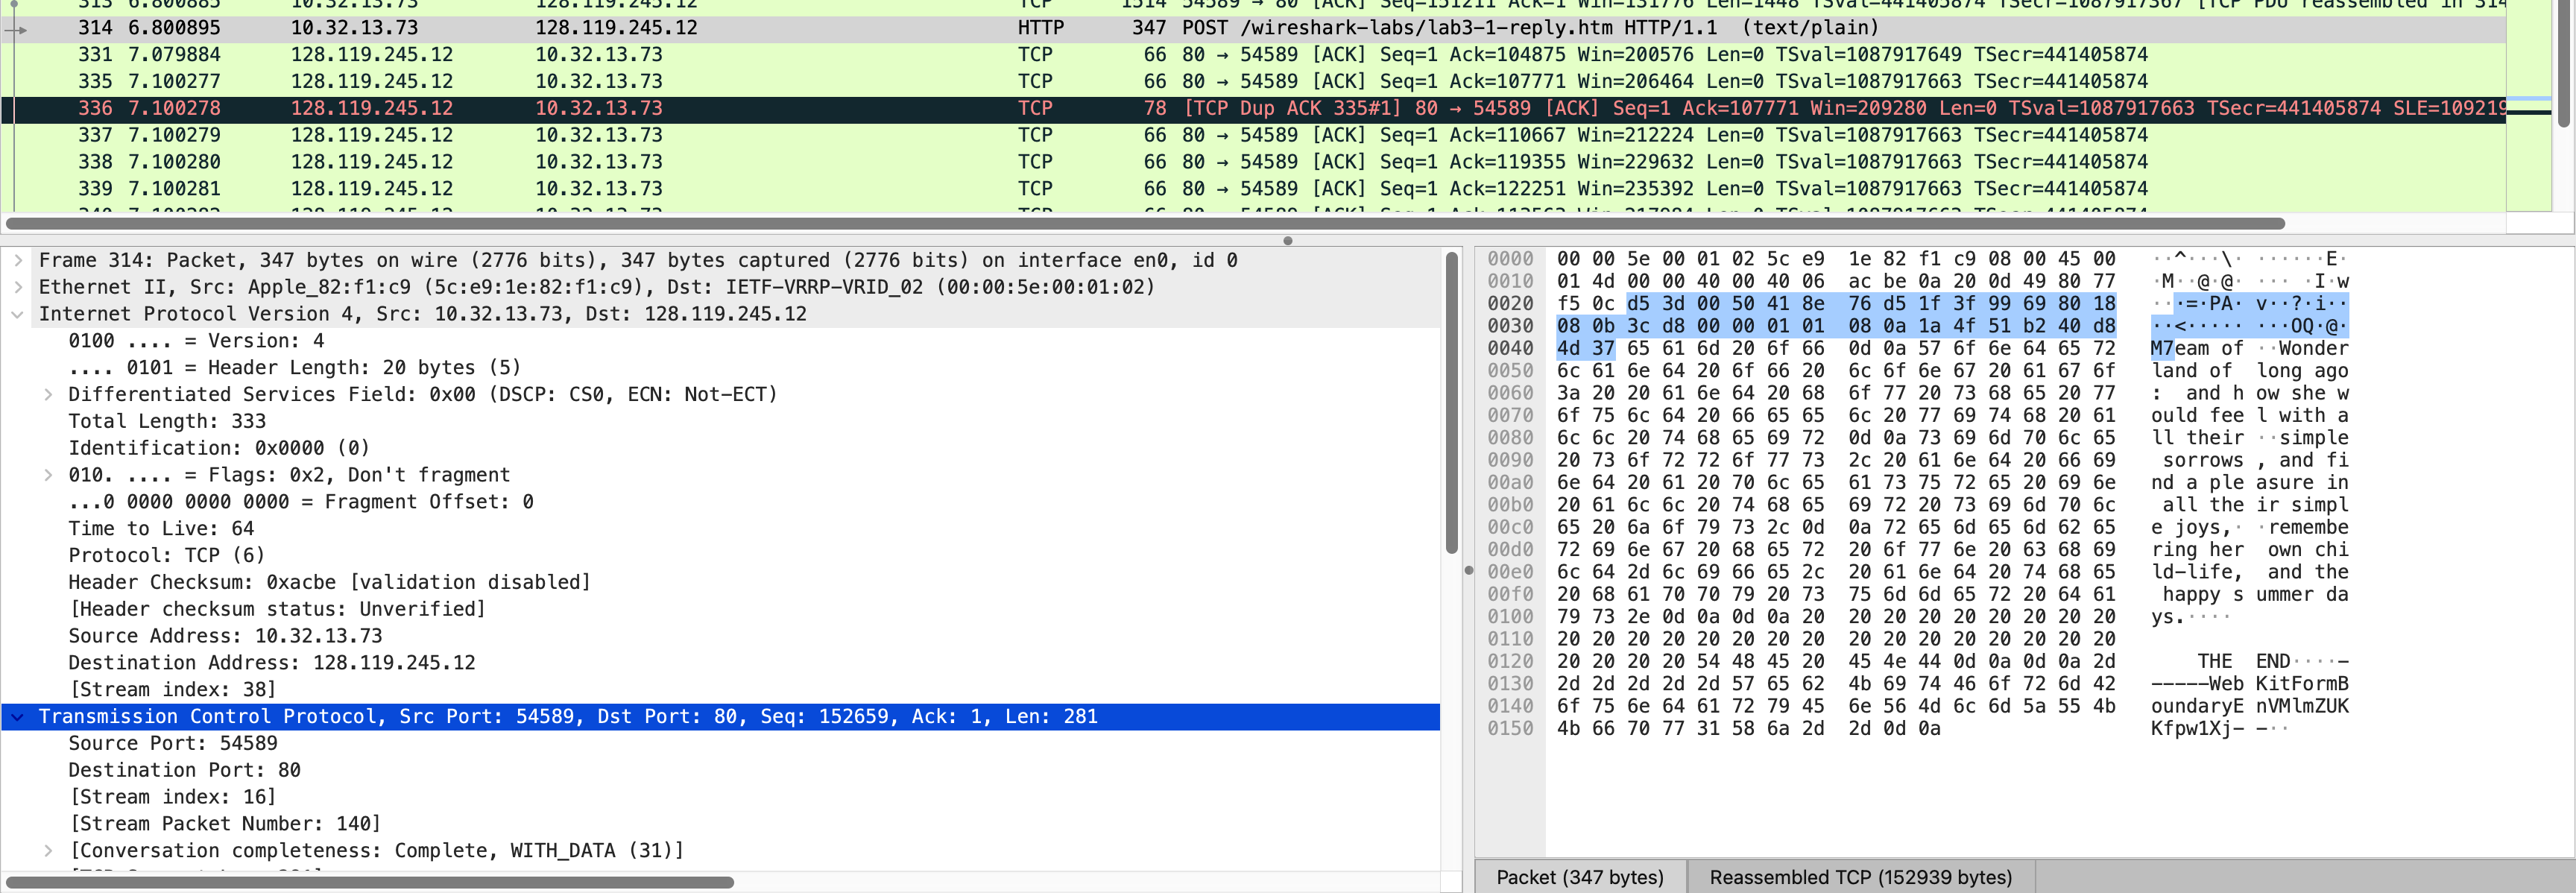 313 6.800885 10.32.13.73 128.119.245.12 TCP 1514 54589 → 80 [ACK] Seq=151211 Ack=1 Win=131776 Len=1448 TSval=441405874 TSecr=1087917367 [TCP PDU reassembled in 314
314 6.800895 10.32.13.73 128.119.245.12 HTTP 347 POST /wireshark-labs/lab3-1-reply.htm HTTP/1.1  (text/plain)
331 7.079884 128.119.245.12 10.32.13.73 TCP 66 80 → 54589 [ACK] Seq=1 Ack=104875 Win=200576 Len=0 TSval=1087917649 TSecr=441405874
335 7.100277 128.119.245.12 10.32.13.73 TCP 66 80 → 54589 [ACK] Seq=1 Ack=107771 Win=206464 Len=0 TSval=1087917663 TSecr=441405874
336 7.100278 128.119.245.12 10.32.13.73 TCP 78 [TCP Dup ACK 335#1] 80 → 54589 [ACK] Seq=1 Ack=107771 Win=209280 Len=0 TSval=1087917663 TSecr=441405874 SLE=109219
337 7.100279 128.119.245.12 10.32.13.73 TCP 66 80 → 54589 [ACK] Seq=1 Ack=110667 Win=212224 Len=0 TSval=1087917663 TSecr=441405874
338 7.100280 128.119.245.12 10.32.13.73 TCP 66 80 → 54589 [ACK] Seq=1 Ack=119355 Win=229632 Len=0 TSval=1087917663 TSecr=441405874
339 7.100281 128.119.245.12 10.32.13.73 TCP 66 80 → 54589 [ACK] Seq=1 Ack=122251 Win=235392 Len=0 TSval=1087917663 TSecr=441405874
Frame 314: Packet, 347 bytes on wire (2776 bits), 347 bytes captured (2776 bits) on interface en0, id 0
Ethernet II, Src: Apple_82:f1:c9 (5c:e9:1e:82:f1:c9), Dst: IETF-VRRP-VRID_02 (00:00:5e:00:01:02)
Internet Protocol Version 4, Src: 10.32.13.73, Dst: 128.119.245.12
0100 .... = Version: 4
.... 0101 = Header Length: 20 bytes (5)
Differentiated Services Field: 0x00 (DSCP: CS0, ECN: Not-ECT)
Total Length: 333
Identification: 0x0000 (0)
010. .... = Flags: 0x2, Don't fragment
...0 0000 0000 0000 = Fragment Offset: 0
Time to Live: 64
Protocol: TCP (6)
Header Checksum: 0xacbe [validation disabled]
[Header checksum status: Unverified]
Source Address: 10.32.13.73
Destination Address: 128.119.245.12
[Stream index: 38]
Transmission Control Protocol, Src Port: 54589, Dst Port: 80, Seq: 152659, Ack: 1, Len: 281
Source Port: 54589
Destination Port: 80
[Stream index: 16]
[Stream Packet Number: 140]
[Conversation completeness: Complete, WITH_DATA (31)]
0000 00 00 5e 00 01 02 5c e9 1e 82 f1 c9 08 00 45 00 ··^···\· ······E·
0010 01 4d 00 00 40 00 40 06 ac be 0a 20 0d 49 80 77 ·M··@·@· ··· ·I·w
0020 f5 0c d5 3d 00 50 41 8e 76 d5 1f 3f 99 69 80 18 ···=·PA· v··?·i··
0030 08 0b 3c d8 00 00 01 01 08 0a 1a 4f 51 b2 40 d8 ··<····· ···OQ·@·
0040 4d 37 65 61 6d 20 6f 66 0d 0a 57 6f 6e 64 65 72 M7eam of ··Wonder
0050 6c 61 6e 64 20 6f 66 20 6c 6f 6e 67 20 61 67 6f land of  long ago
0060 3a 20 20 61 6e 64 20 68 6f 77 20 73 68 65 20 77 :  and h ow she w
0070 6f 75 6c 64 20 66 65 65 6c 20 77 69 74 68 20 61 ould fee l with a
0080 6c 6c 20 74 68 65 69 72 0d 0a 73 69 6d 70 6c 65 ll their ··simple
0090 20 73 6f 72 72 6f 77 73 2c 20 61 6e 64 20 66 69  sorrows , and fi
00a0 6e 64 20 61 20 70 6c 65 61 73 75 72 65 20 69 6e nd a ple asure in
00b0 20 61 6c 6c 20 74 68 65 69 72 20 73 69 6d 70 6c  all the ir simpl
00c0 65 20 6a 6f 79 73 2c 0d 0a 72 65 6d 65 6d 62 65 e joys,· ·remembe
00d0 72 69 6e 67 20 68 65 72 20 6f 77 6e 20 63 68 69 ring her  own chi
00e0 6c 64 2d 6c 69 66 65 2c 20 61 6e 64 20 74 68 65 ld-life,  and the
00f0 20 68 61 70 70 79 20 73 75 6d 6d 65 72 20 64 61  happy s ummer da
0100 79 73 2e 0d 0a 0d 0a 20 20 20 20 20 20 20 20 20 ys.····
0110 20 20 20 20 20 20 20 20 20 20 20 20 20 20 20 20
0120 20 20 20 20 54 48 45 20 45 4e 44 0d 0a 0d 0a 2d     THE  END····-
0130 2d 2d 2d 2d 2d 57 65 62 4b 69 74 46 6f 72 6d 42 -----Web KitFormB
0140 6f 75 6e 64 61 72 79 45 6e 56 4d 6c 6d 5a 55 4b oundaryE nVMlmZUK
0150 4b 66 70 77 31 58 6a 2d 2d 0d 0a Kfpw1Xj- -··
Packet (347 bytes) Reassembled TCP (152939 bytes)